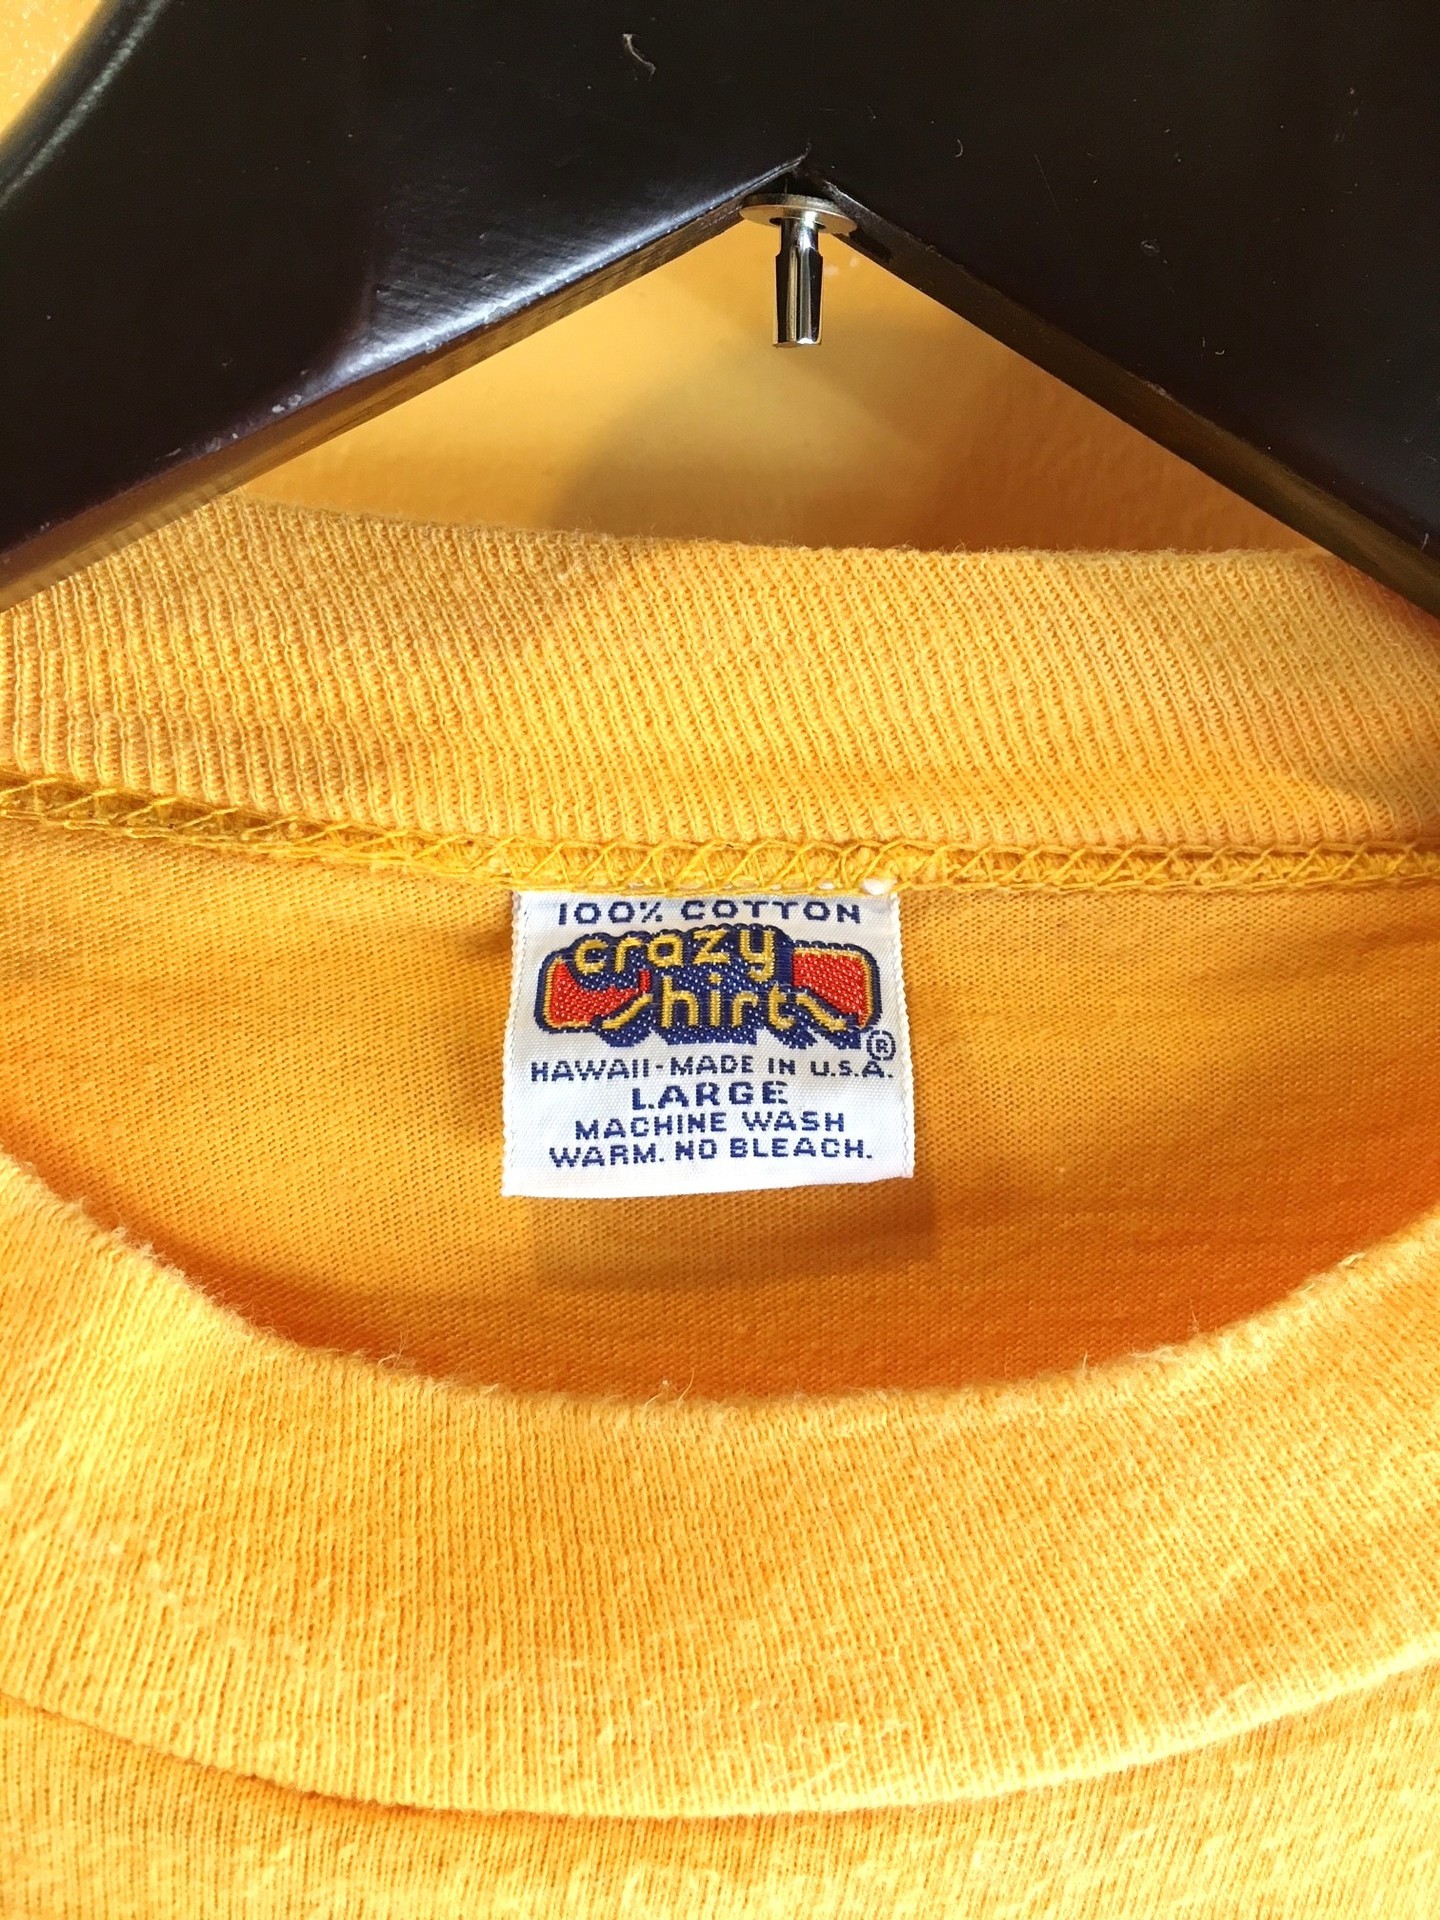 100% COTTON
crazy
shirts
®
HAWAII-MADE IN U.S.A.
LARGE
MACHINE WASH
WARM. NO BLEACH.